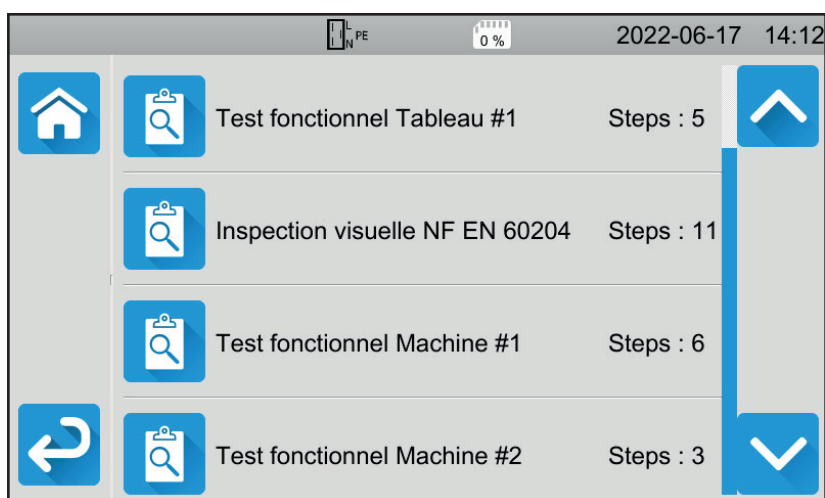 L
N PE
0 %
2022-06-17 14:12
Test fonctionnel Tableau #1 Steps : 5
Inspection visuelle NF EN 60204 Steps : 11
Test fonctionnel Machine #1 Steps : 6
Test fonctionnel Machine #2 Steps : 3